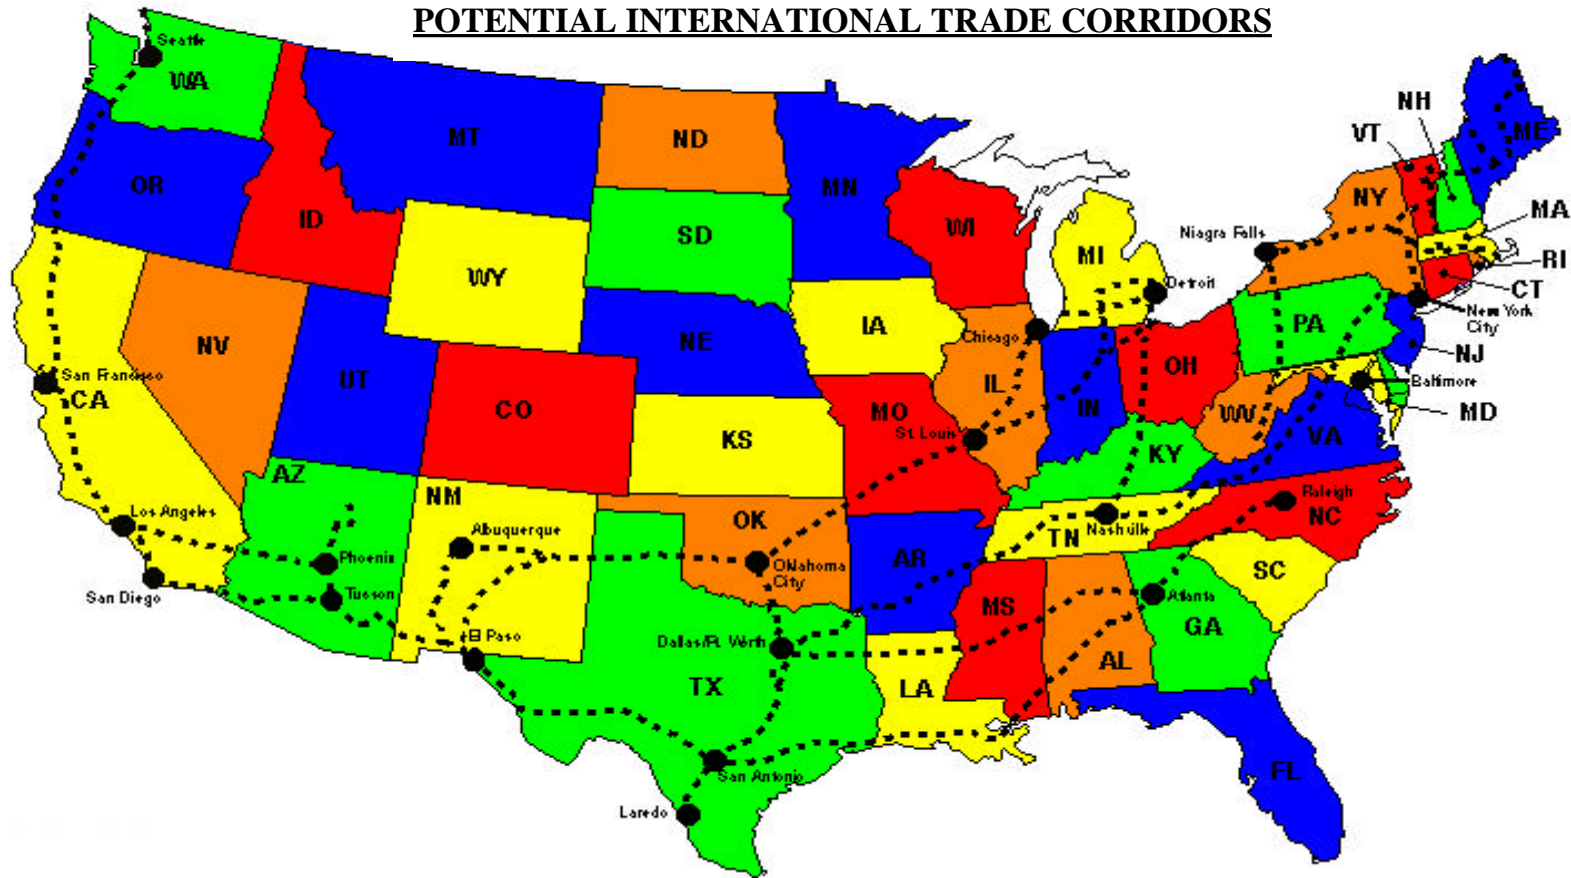 POTENTIAL INTERNATIONAL TRADE CORRIDORS
Seattle
WA
MT
ND
MN
OR
ID
SD
WI
WY
MI
NH
VT
ME
NY
MA
Niagra Falls
RI
Detroit
CT
New York
City
NV
UT
NE
IA
Chicago
PA
NJ
OH
IL
IN
San Francisco
CA
CO
KS
MO
St. Louis
WV
Baltimore
MD
VA
KY
AZ
NM
Los Angeles
Albuquerque
OK
Oklahoma
City
TN
Nashville
Raleigh
NC
Phoenix
San Diego
Tucson
AR
SC
MS
Atlanta
GA
El Paso
Dallas/Ft. Worth
TX
LA
AL
San Antonio
FL
Laredo